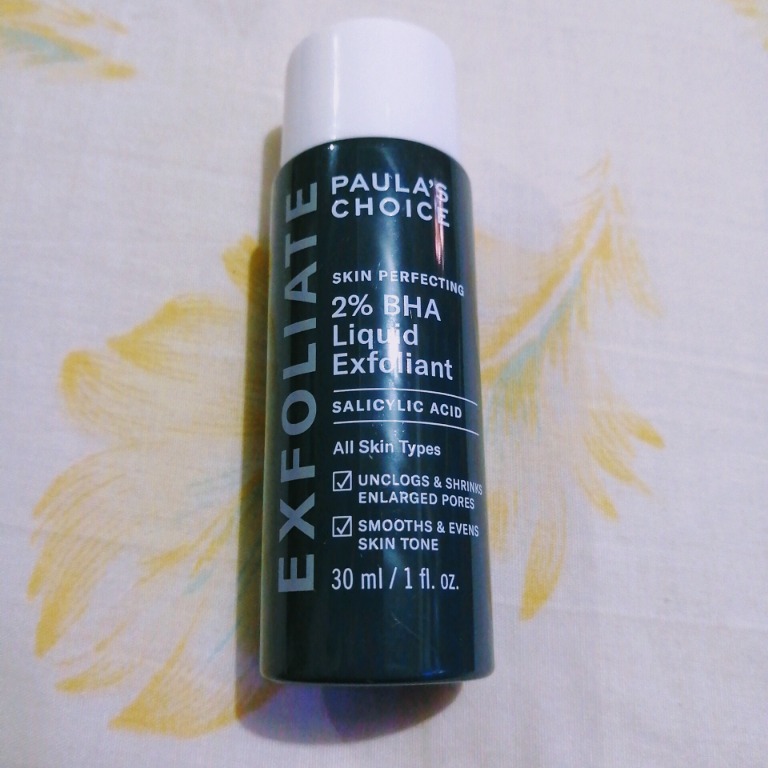 EXFOLIATE
PAULA'S
CHOICE
SKIN PERFECTING
2% BHA
Liquid
Exfoliant
SALICYLIC ACID
All Skin Types
UNCLOGS & SHRINKS
ENLARGED PORES
SMOOTHS & EVENS
SKIN TONE
30 ml / 1 fl. oz.